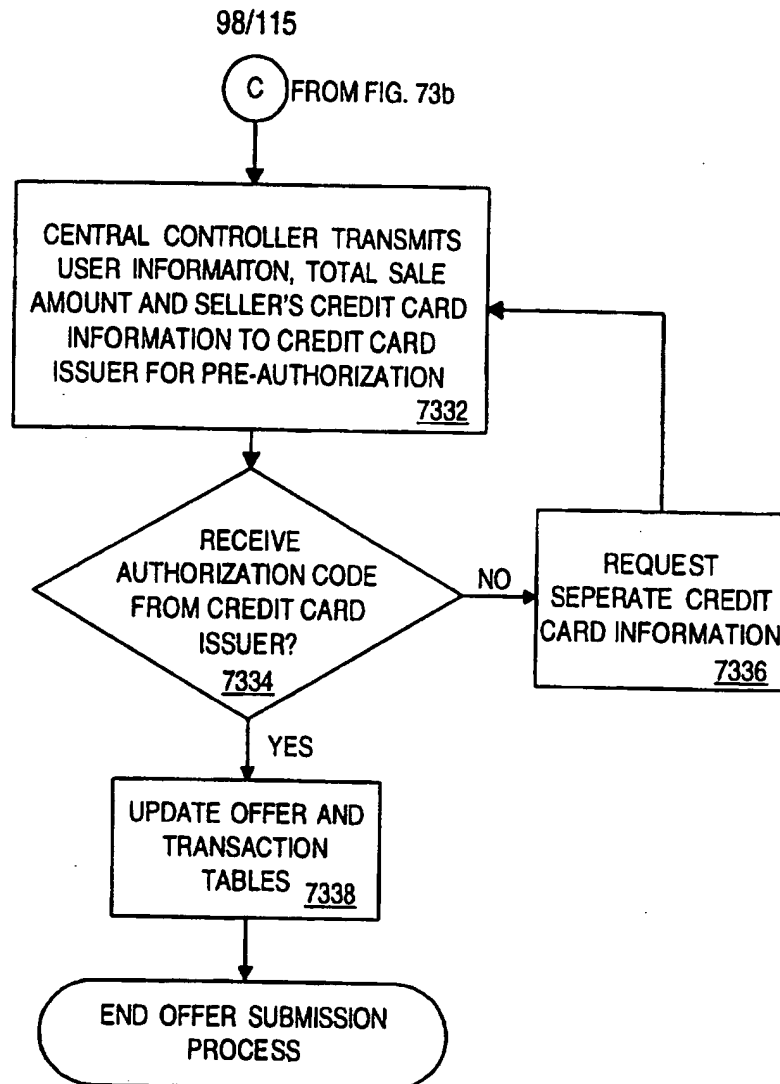 98/115
C FROM FIG. 73b
CENTRAL CONTROLLER TRANSMITS
USER INFORMAITON, TOTAL SALE
AMOUNT AND SELLER'S CREDIT CARD
INFORMATION TO CREDIT CARD
ISSUER FOR PRE-AUTHORIZATION
7332
RECEIVE
AUTHORIZATION CODE
FROM CREDIT CARD
ISSUER?
7334
NO
REQUEST
SEPERATE CREDIT
CARD INFORMATION
7336
YES
UPDATE OFFER AND
TRANSACTION
TABLES
7338
END OFFER SUBMISSION
PROCESS